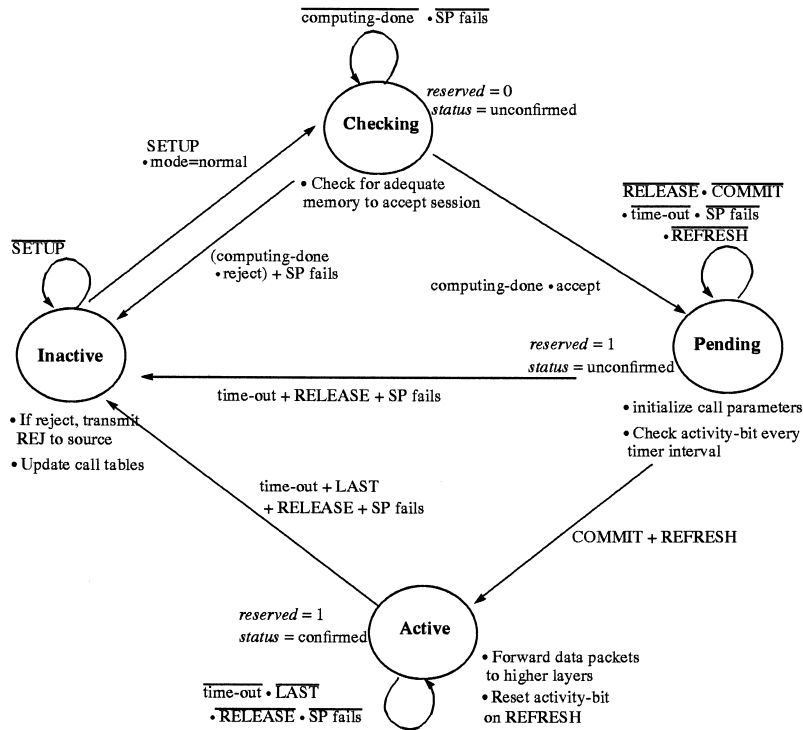 computing-done • SP fails
reserved = 0
status = unconfirmed
Checking
SETUP
• mode=normal
• Check for adequate
memory to accept session
RELEASE • COMMIT
• time-out • SP fails
• REFRESH
SETUP
(computing-done
• reject) + SP fails
computing-done • accept
Inactive
reserved = 1
status = unconfirmed
Pending
time-out + RELEASE + SP fails
• If reject, transmit
REJ to source
• Update call tables
• initialize call parameters
• Check activity-bit every
timer interval
time-out + LAST
+ RELEASE + SP fails
COMMIT + REFRESH
reserved = 1
status = confirmed
Active
• Forward data packets
to higher layers
• Reset activity-bit
on REFRESH
time-out • LAST
• RELEASE • SP fails